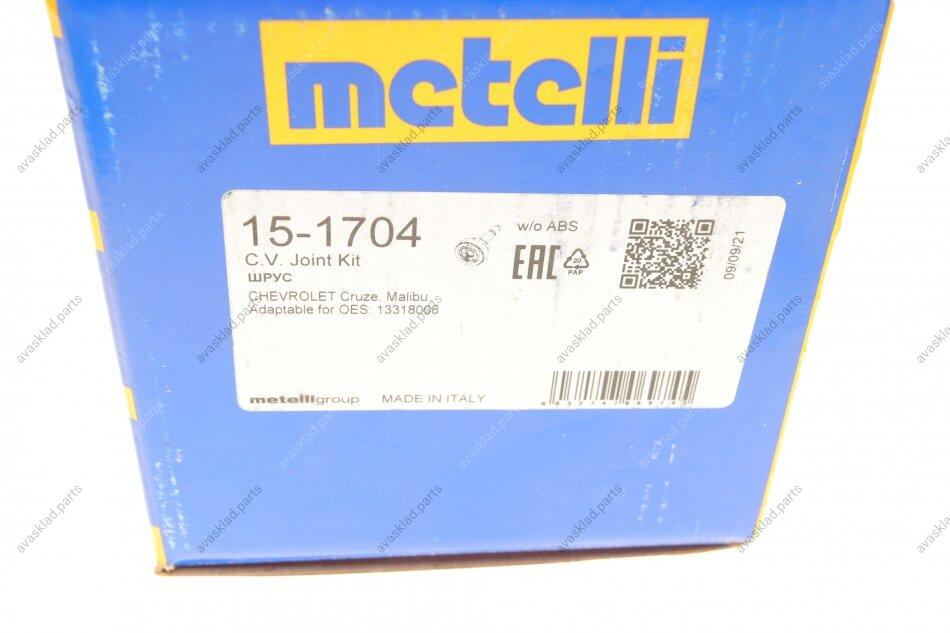 metelli
15-1704
C.V. Joint Kit
ШРУС
CHEVROLET Cruze, Malibu
Adaptable for OES: 13318008
w/o ABS
EAC
20
PAP
09/09/21
metelligroup MADE IN ITALY
avasklad.parts